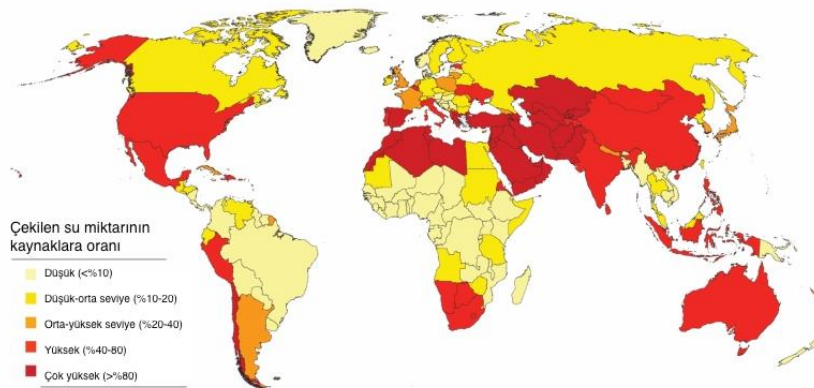 Çekilen su miktarının
kaynaklara oranı
Düşük (<%10)
Düşük-orta seviye (%10-20)
Orta-yüksek seviye (%20-40)
Yüksek (%40-80)
Çok yüksek (>%80)